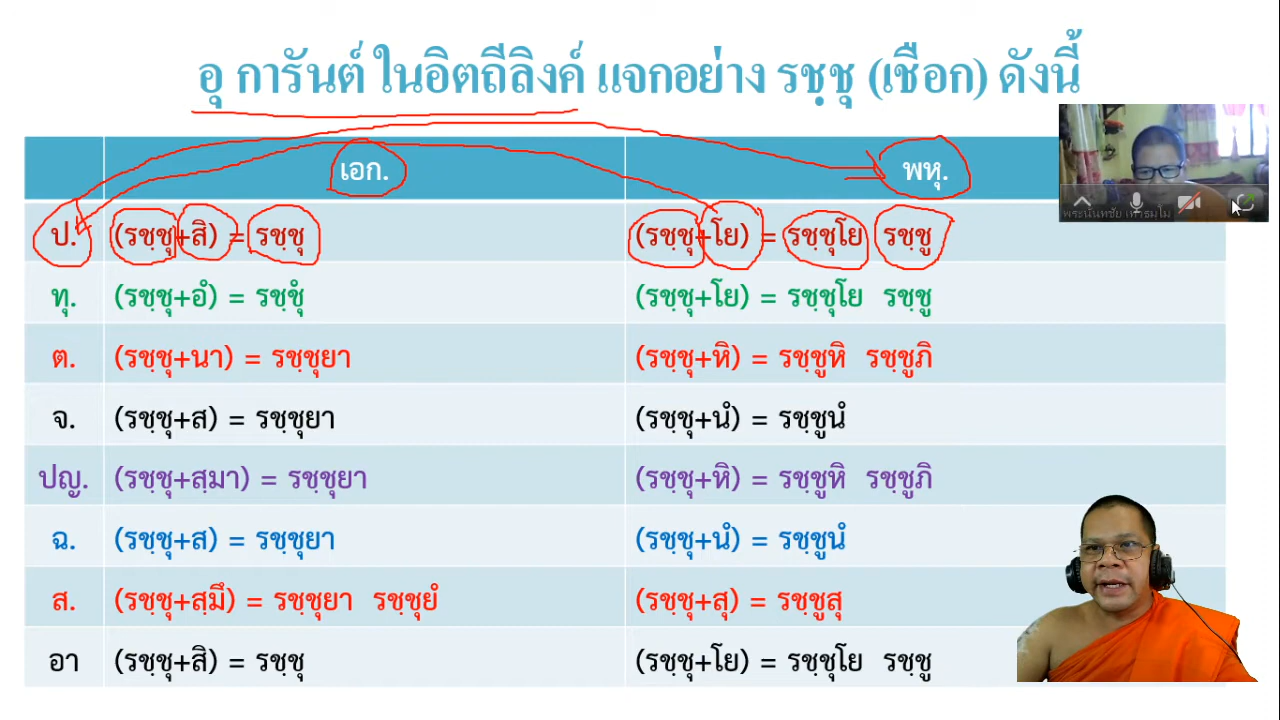 อุ การันต์ ในอิตถีลิงค์ แจกอย่าง รชฺชุ (เชือก) ดังนี้
เอก. พหุ.
ป. (รชฺชุ+สิ) = รชฺชุ (รชฺชุ+โย) = รชฺชุโย รชฺชู
ทุ. (รชฺชุ+อํ) = รชฺชุํ (รชฺชุ+โย) = รชฺชุโย รชฺชู
ต. (รชฺชุ+นา) = รชฺชุยา (รชฺชุ+หิ) = รชฺชูหิ รชฺชูภิ
จ. (รชฺชุ+ส) = รชฺชุยา (รชฺชุ+นํ) = รชฺชูนํ
ปญ. (รชฺชุ+สฺมา) = รชฺชุยา (รชฺชุ+หิ) = รชฺชูหิ รชฺชูภิ
ฉ. (รชฺชุ+ส) = รชฺชุยา (รชฺชุ+นํ) = รชฺชูนํ
ส. (รชฺชุ+สฺมึ) = รชฺชุยา รชฺชุยํ (รชฺชุ+สุ) = รชฺชูสุ
อา (รชฺชุ+สิ) = รชฺชุ (รชฺชุ+โย) = รชฺชุโย รชฺชู